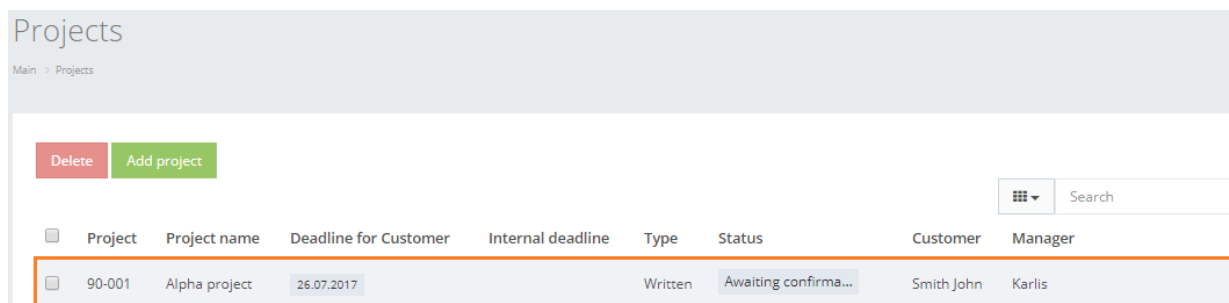 Projects
Main > Projects
Delete Add project
Search
Project Project name Deadline for Customer Internal deadline Type Status Customer Manager
90-001 Alpha project 26.07.2017 Written Awaiting confirma... Smith John Karlis